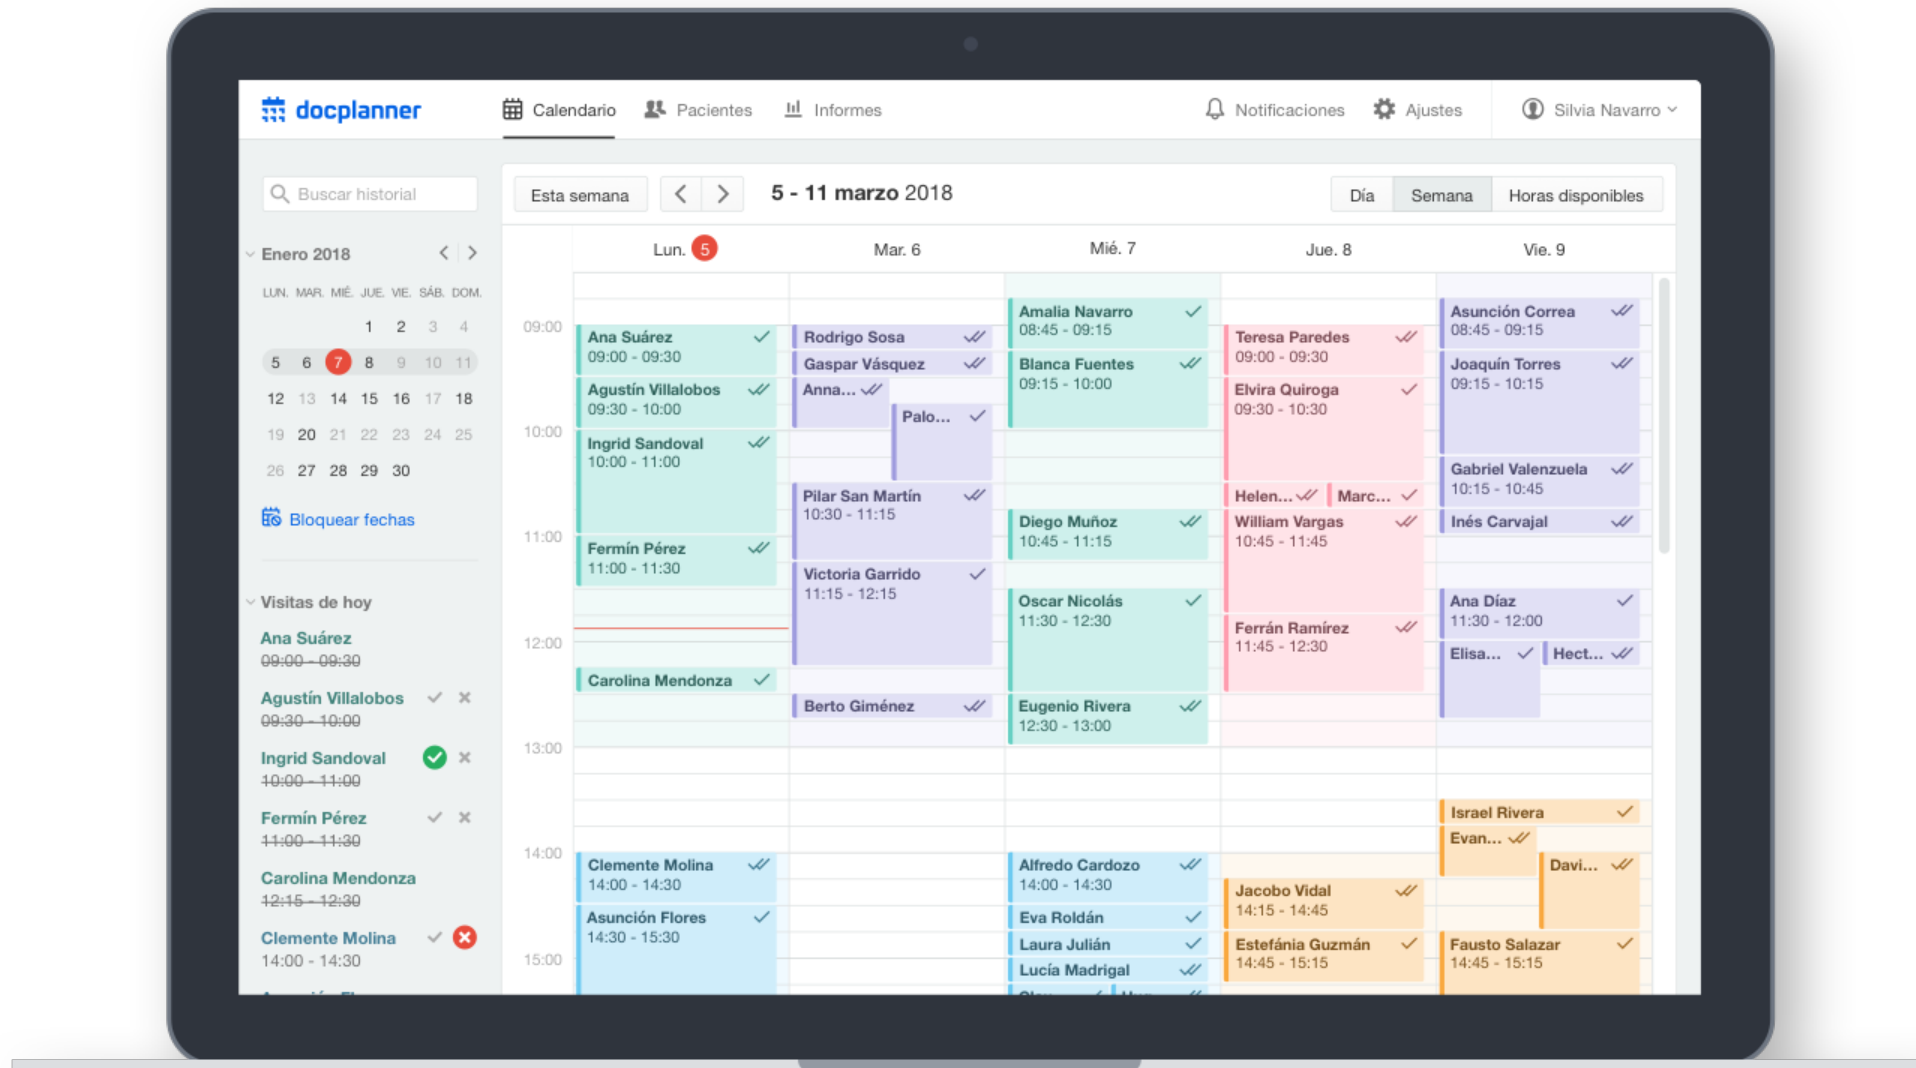 docplanner
Calendario
Pacientes
Informes
Notificaciones
Ajustes
Silvia Navarro
Buscar historial
Enero 2018
LUN. MAR. MIÉ. JUE. VIE. SÁB. DOM.
1 2 3 4
5 6 7 8 9 10 11
12 13 14 15 16 17 18
19 20 21 22 23 24 25
26 27 28 29 30
Bloquear fechas
Visitas de hoy
Ana Suárez
09:00 - 09:30
Agustín Villalobos
09:30 - 10:00
Ingrid Sandoval
10:00 - 11:00
Fermín Pérez
11:00 - 11:30
Carolina Mendonza
12:15 - 12:30
Clemente Molina
14:00 - 14:30
Esta semana
5 - 11 marzo 2018
Día
Semana
Horas disponibles
Lun. 5
Mar. 6
Mié. 7
Jue. 8
Vie. 9
09:00
10:00
11:00
12:00
13:00
14:00
15:00
Ana Suárez
09:00 - 09:30
Agustín Villalobos
09:30 - 10:00
Ingrid Sandoval
10:00 - 11:00
Fermín Pérez
11:00 - 11:30
Carolina Mendonza
Clemente Molina
14:00 - 14:30
Asunción Flores
14:30 - 15:30
Rodrigo Sosa
Gaspar Vásquez
Anna...
Palo...
Pilar San Martín
10:30 - 11:15
Victoria Garrido
11:15 - 12:15
Berto Giménez
Amalia Navarro
08:45 - 09:15
Blanca Fuentes
09:15 - 10:00
Diego Muñoz
10:45 - 11:15
Oscar Nicolás
11:30 - 12:30
Eugenio Rivera
12:30 - 13:00
Alfredo Cardozo
14:00 - 14:30
Eva Roldán
Laura Julián
Lucía Madrigal
Teresa Paredes
09:00 - 09:30
Elvira Quiroga
09:30 - 10:30
Helen...
Marc...
William Vargas
10:45 - 11:45
Ferrán Ramírez
11:45 - 12:30
Jacobo Vidal
14:15 - 14:45
Estefánia Guzmán
14:45 - 15:15
Asunción Correa
08:45 - 09:15
Joaquín Torres
09:15 - 10:15
Gabriel Valenzuela
10:15 - 10:45
Inés Carvajal
Ana Díaz
11:30 - 12:00
Elisa...
Hect...
Israel Rivera
Evan...
Davi...
Fausto Salazar
14:45 - 15:15